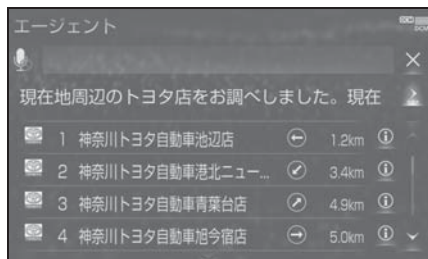 エージェント
現在地周辺のトヨタ店をお調べしました。現在
1 神奈川トヨタ自動車池辺店 1.2km
2 神奈川トヨタ自動車港北ニュー... 3.4km
3 神奈川トヨタ自動車青葉台店 4.9km
4 神奈川トヨタ自動車旭今宿店 5.0km